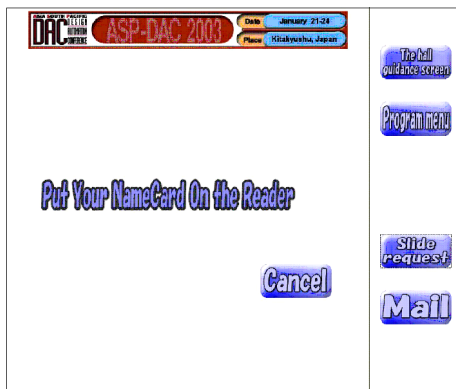 ASIA SOUTH PACIFIC
DAC DESIGN
AUTOMATION
CONFERENCE
ASP-DAC 2003
Date January 21-24
Place Kitakyushu, Japan
The hall
guidance screen
Program menu
Put Your NameCard On the Reader
Slide
request
Cancel
Mail